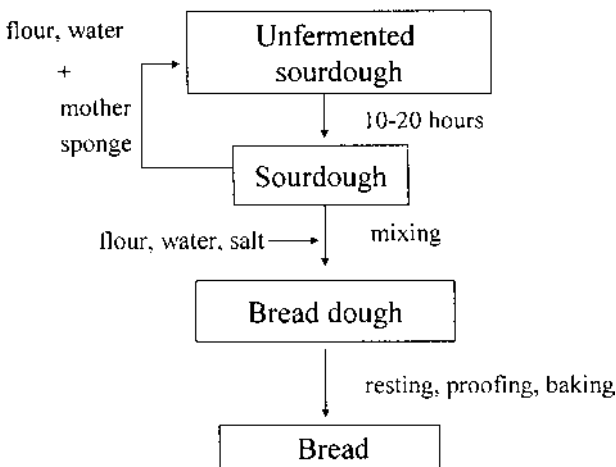 flour, water
+
mother
sponge
Unfermented
sourdough
10-20 hours
Sourdough
flour, water, salt
mixing
Bread dough
resting, proofing, baking
Bread